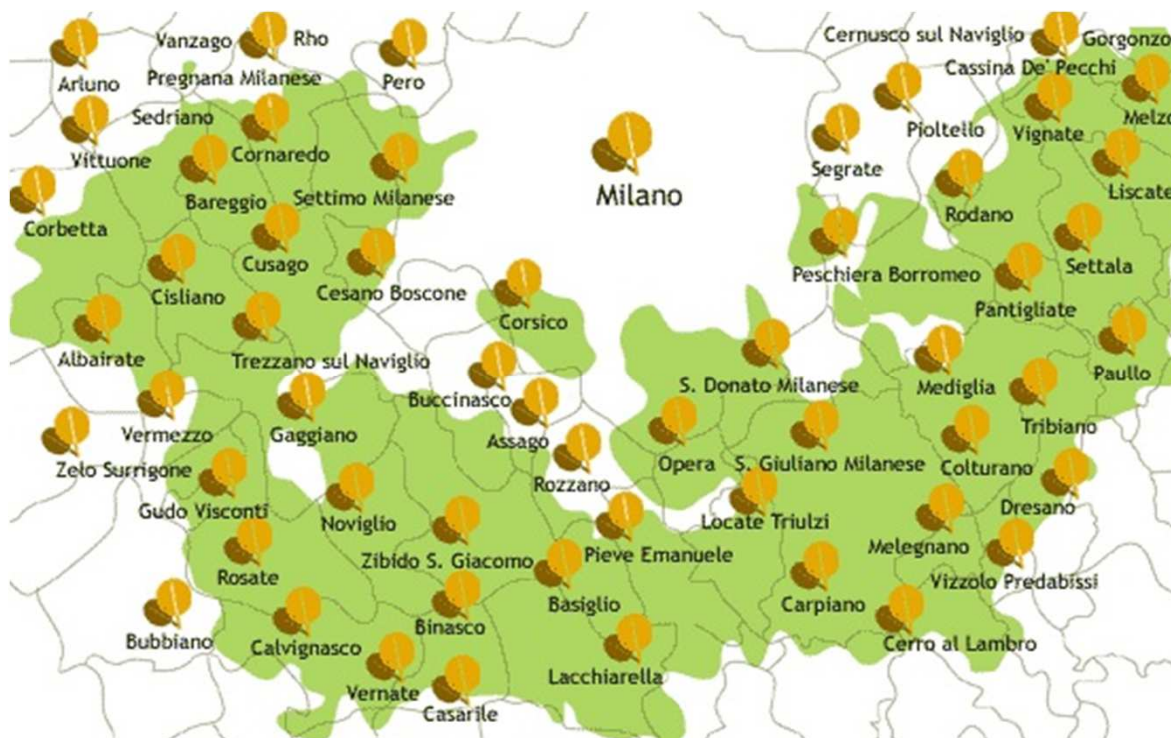 Cernusco sul Naviglio
Vanzago
Rho
Gorgonzo
Cassina De' Pecchi
Arluno
Pregnana Milanese
Pero
Melzo
Sedriano
Pioltello
Vignate
Vittuone
Cornaredo
Segrate
Liscate
Bareggio
Settimo Milanese
Milano
Rodano
Corbetta
Cusago
Settala
Peschiera Borromeo
Cisliano
Cesano Boscone
Pantigliate
Corsico
Albairate
Trezzano sul Naviglio
Paullo
S. Donato Milanese
Mediglia
Buccinasco
Tribiano
Vermezzo
Gaggiano
Assago
Zelo Surrigone
Opera
S. Giuliano Milanese
Colturano
Rozzano
Gudo Visconti
Noviglio
Locate Triulzi
Dresano
Melegnano
Pieve Emanuele
Zibido S. Giacomo
Rosate
Vizzolo Predabissi
Basiglio
Carpiano
Bubbiano
Binasco
Calvignasco
Cerro al Lambro
Lacchiarella
Vernate
Casarile